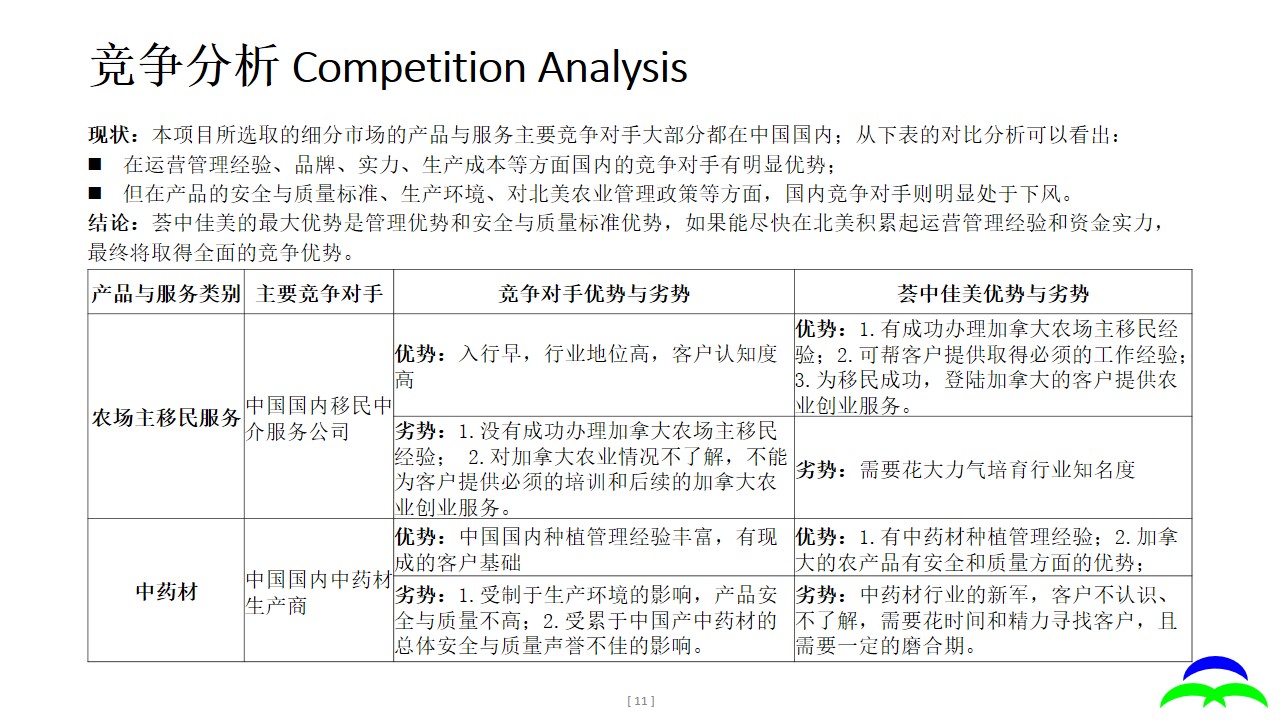 竞争分析 Competition Analysis
现状：本项目所选取的细分市场的产品与服务主要竞争对手大部分都在中国国内；从下表的对比分析可以看出：
■ 在运营管理经验、品牌、实力、生产成本等方面国内的竞争对手有明显优势；
■ 但在产品的安全与质量标准、生产环境、对北美农业管理政策等方面，国内竞争对手则明显处于下风。
结论：荟中佳美的最大优势是管理优势和安全与质量标准优势，如果能尽快在北美积累起运营管理经验和资金实力，
最终将取得全面的竞争优势。
产品与服务类别 主要竞争对手 竞争对手优势与劣势 荟中佳美优势与劣势
农场主移民服务
中国国内移民中
介服务公司
优势：入行早，行业地位高，客户认知度
高
优势：1.有成功办理加拿大农场主移民经
验；2.可帮客户提供取得必须的工作经验；
3.为移民成功，登陆加拿大的客户提供农
业创业服务。
劣势：1.没有成功办理加拿大农场主移民
经验； 2.对加拿大农业情况不了解，不能
为客户提供必须的培训和后续的加拿大农
业创业服务。
劣势：需要花大力气培育行业知名度
中药材
中国国内中药材
生产商
优势：中国国内种植管理经验丰富，有现
成的客户基础
优势：1.有中药材种植管理经验；2.加拿
大的农产品有安全和质量方面的优势；
劣势：1.受制于生产环境的影响，产品安
全与质量不高；2.受累于中国产中药材的
总体安全与质量声誉不佳的影响。
劣势：中药材行业的新军，客户不认识、
不了解，需要花时间和精力寻找客户，且
需要一定的磨合期。
[ 11 ]